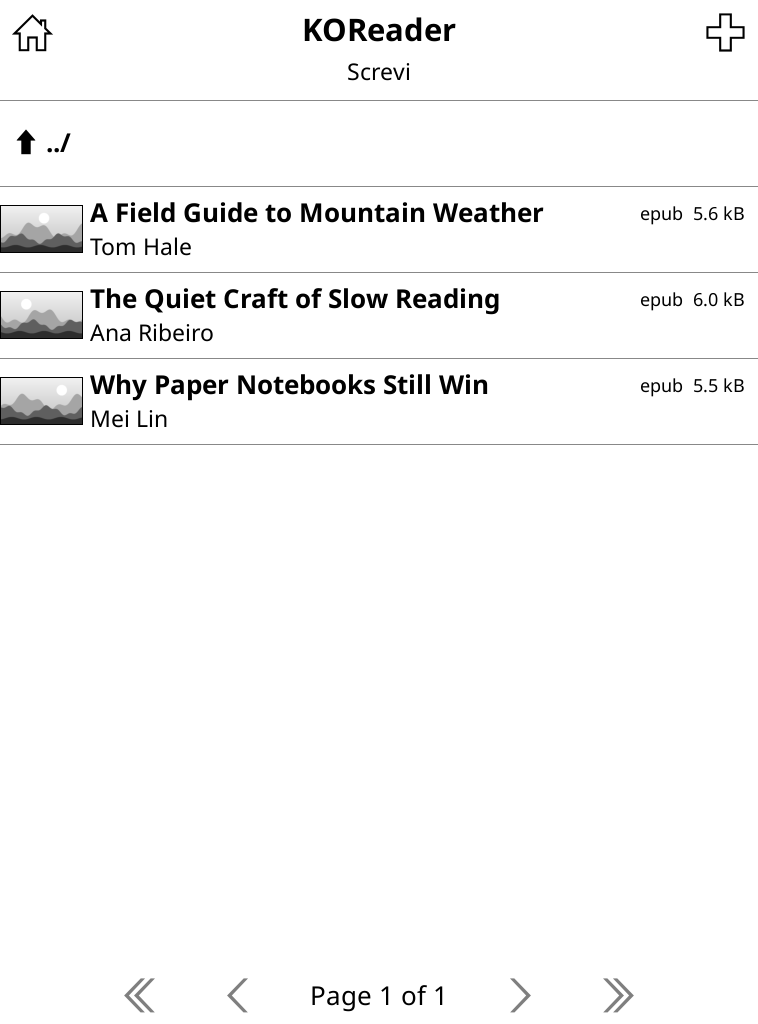 KOReader
Screvi
../
A Field Guide to Mountain Weather
epub 5.6 kB
Tom Hale
The Quiet Craft of Slow Reading
epub 6.0 kB
Ana Ribeiro
Why Paper Notebooks Still Win
epub 5.5 kB
Mei Lin
Page 1 of 1